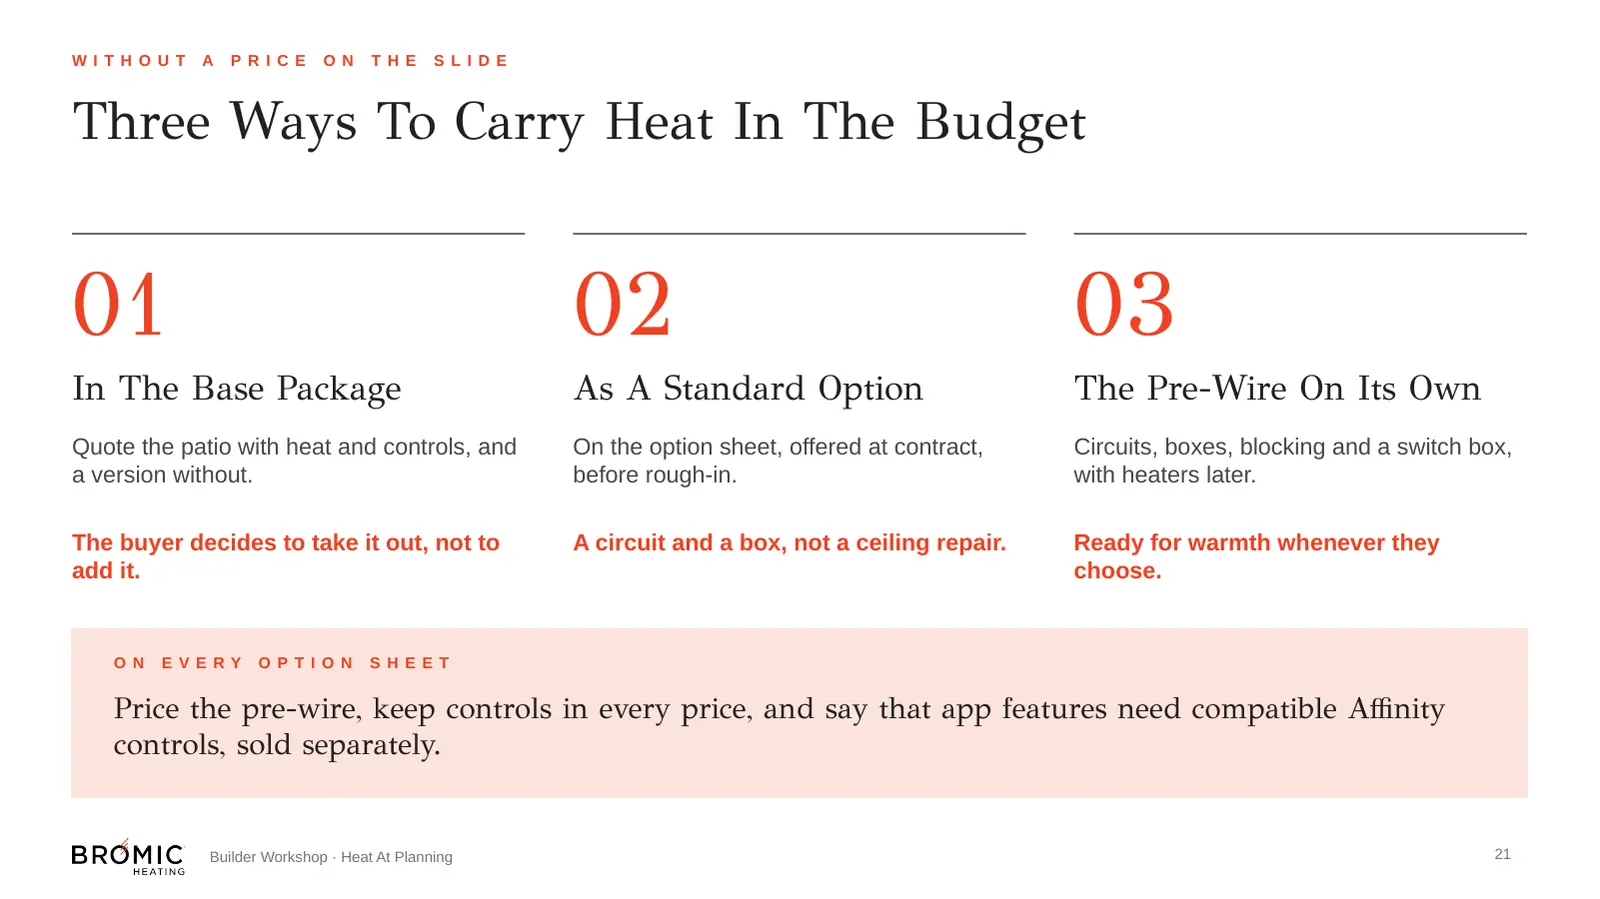 WITHOUT A PRICE ON THE SLIDE
Three Ways To Carry Heat In The Budget
01
In The Base Package
Quote the patio with heat and controls, and
a version without.
The buyer decides to take it out, not to
add it.
02
As A Standard Option
On the option sheet, offered at contract,
before rough-in.
A circuit and a box, not a ceiling repair.
03
The Pre-Wire On Its Own
Circuits, boxes, blocking and a switch box,
with heaters later.
Ready for warmth whenever they
choose.
ON EVERY OPTION SHEET
Price the pre-wire, keep controls in every price, and say that app features need compatible Affinity
controls, sold separately.
BROMIC
HEATING
Builder Workshop · Heat At Planning
21